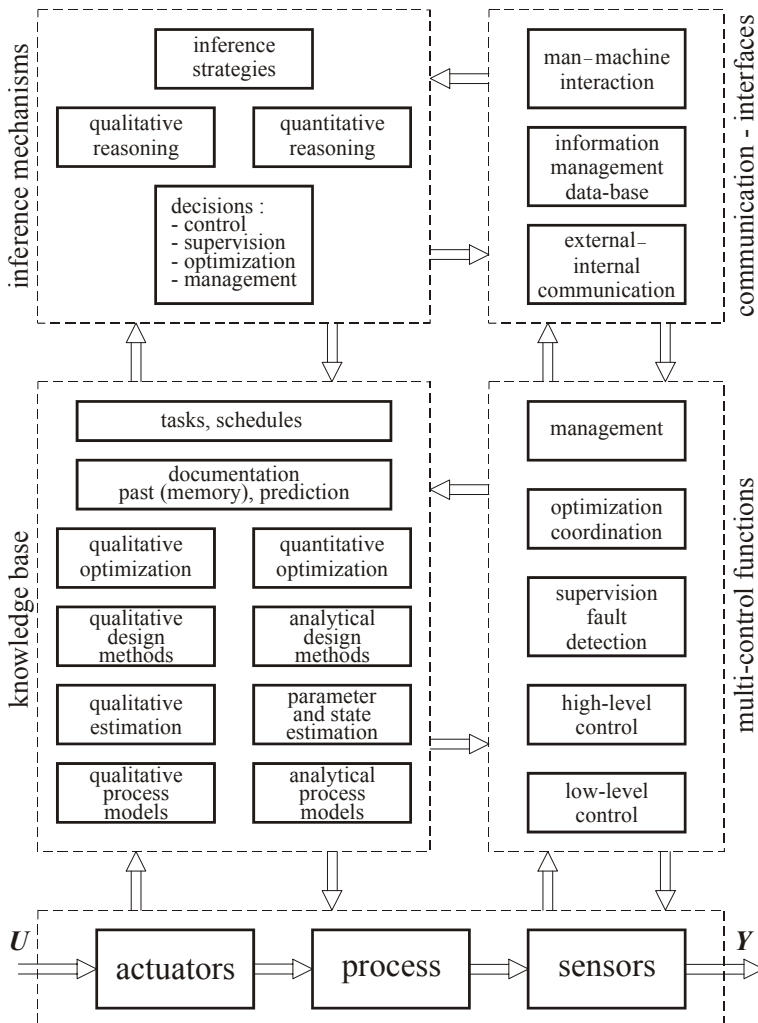 inference mechanisms
inference
strategies
qualitative
reasoning
quantitative
reasoning
decisions :
- control
- supervision
- optimization
- management
communication - interfaces
man–machine
interaction
information
management
data-base
external–
internal
communication
knowledge base
tasks, schedules
documentation
past (memory), prediction
qualitative
optimization
quantitative
optimization
qualitative
design
methods
analytical
design
methods
qualitative
estimation
parameter
and state
estimation
qualitative
process
models
analytical
process
models
multi-control functions
management
optimization
coordination
supervision
fault
detection
high-level
control
low-level
control
U
actuators
process
sensors
Y